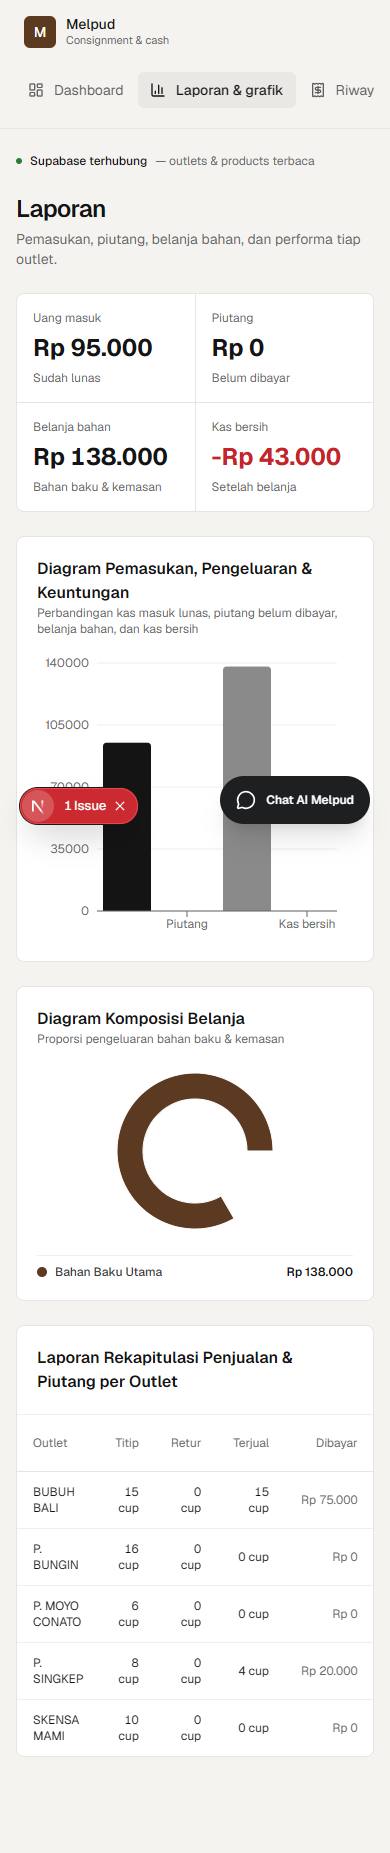 M
Melpud
Consignment & cash
Dashboard
Laporan & grafik
Riway
Supabase terhubung — outlets & products terbaca
Laporan
Pemasukan, piutang, belanja bahan, dan performa tiap
outlet.
Uang masuk
Rp 95.000
Sudah lunas
Piutang
Rp 0
Belum dibayar
Belanja bahan
Rp 138.000
Bahan baku & kemasan
Kas bersih
-Rp 43.000
Setelah belanja
Diagram Pemasukan, Pengeluaran &
Keuntungan
Perbandingan kas masuk lunas, piutang belum dibayar,
belanja bahan, dan kas bersih
140000
105000
70000
N 1 Issue
Chat AI Melpud
35000
0
Piutang
Kas bersih
Diagram Komposisi Belanja
Proporsi pengeluaran bahan baku & kemasan
Bahan Baku Utama Rp 138.000
Laporan Rekapitulasi Penjualan &
Piutang per Outlet
Outlet Titip Retur Terjual Dibayar
BUBUH 15 0 15 Rp 75.000
BALI cup cup cup
P. 16 0 0 cup Rp 0
BUNGIN cup cup
P. MOYO 6 0 0 cup Rp 0
CONATO cup cup
P. 8 0 4 cup Rp 20.000
SINGKEP cup cup
SKENSA 10 0 0 cup Rp 0
MAMI cup cup